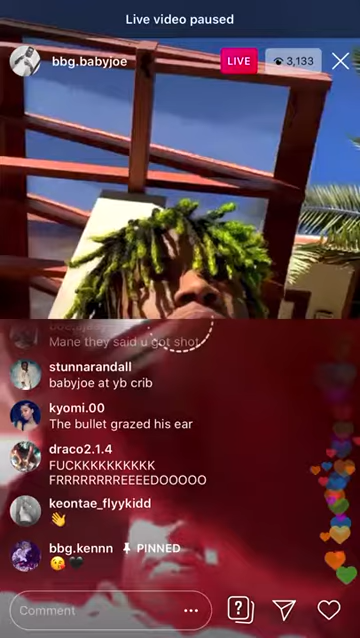 Live video paused
bbg.babyjoe
LIVE
3,133
Mane they said u got shot
stunnarandall
babyjoe at yb crib
kyomi.00
The bullet grazed his ear
draco2.1.4
FUCKKKKKKKKKK
FRRRRRRRREEEEDOOOOO
keontae_flyykidd
👋
bbg.kennn PINNED
😘🖤
Comment